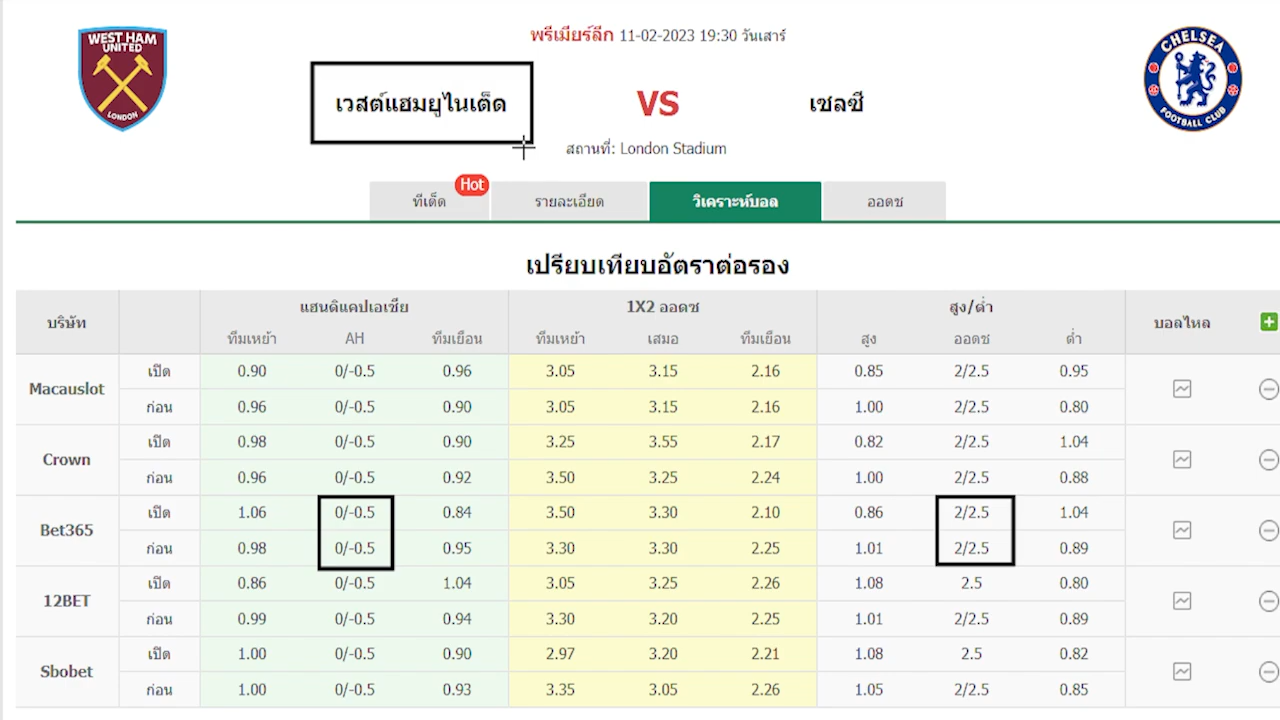 WEST HAM
UNITED
LONDON
พรีเมียร์ลีก 11-02-2023 19:30 วันเสาร์
CHELSEA
FOOTBALL CLUB
เวสต์แฮมยูไนเต็ด VS เชลซี
สถานที่: London Stadium
ทีเด็ด Hot รายละเอียด วิเคราะห์บอล ออดซ
เปรียบเทียบอัตราต่อรอง
บริษัท แฮนดิแคปเอเชีย 1X2 ออดซ สูง/ต่ำ บอลไหล
ทีมเหย้า AH ทีมเยือน ทีมเหย้า เสมอ ทีมเยือน สูง ออดซ ต่ำ
Macauslot
เปิด 0.90 0/-0.5 0.96 3.05 3.15 2.16 0.85 2/2.5 0.95
ก่อน 0.96 0/-0.5 0.90 3.05 3.15 2.16 1.00 2/2.5 0.80
Crown
เปิด 0.98 0/-0.5 0.90 3.25 3.55 2.17 0.82 2/2.5 1.04
ก่อน 0.96 0/-0.5 0.92 3.50 3.25 2.24 1.00 2/2.5 0.88
Bet365
เปิด 1.06 0/-0.5 0.84 3.50 3.30 2.10 0.86 2/2.5 1.04
ก่อน 0.98 0/-0.5 0.95 3.30 3.30 2.25 1.01 2/2.5 0.89
12BET
เปิด 0.86 0/-0.5 1.04 3.05 3.25 2.26 1.08 2.5 0.80
ก่อน 0.99 0/-0.5 0.94 3.30 3.20 2.25 1.01 2/2.5 0.89
Sbobet
เปิด 1.00 0/-0.5 0.90 2.97 3.20 2.21 1.08 2.5 0.82
ก่อน 1.00 0/-0.5 0.93 3.35 3.05 2.26 1.05 2/2.5 0.85